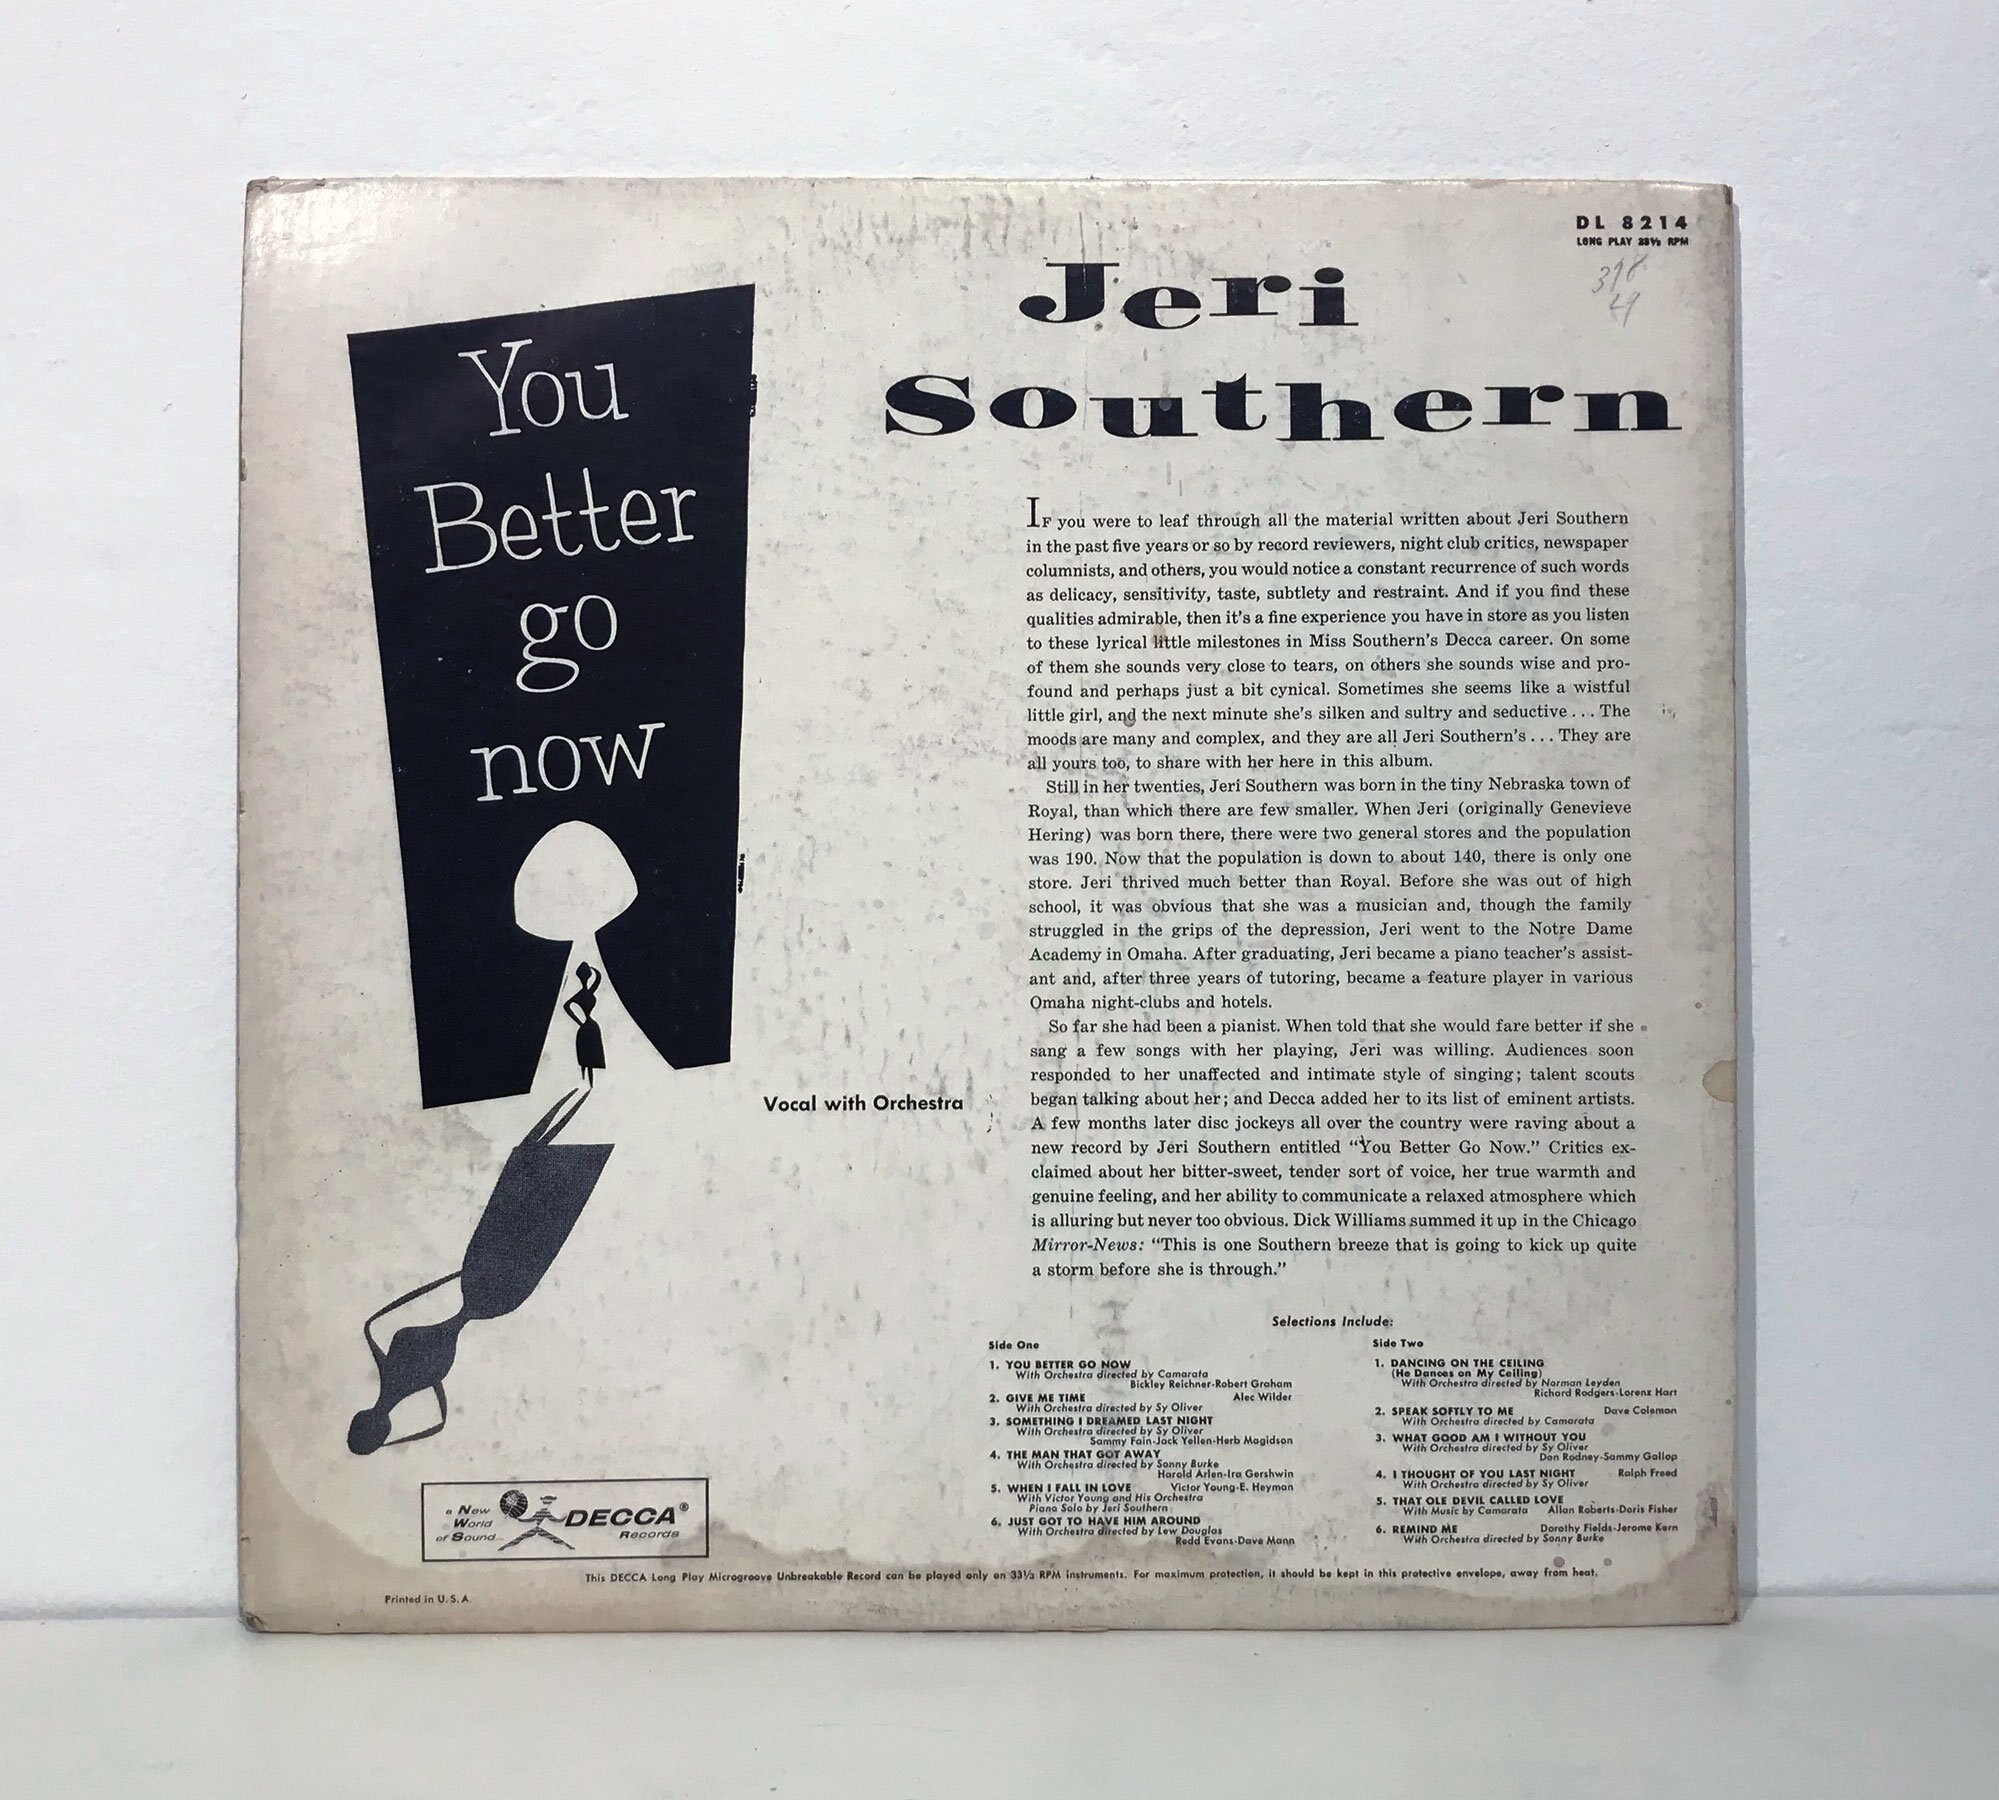 DL 8214
LONG PLAY 33⅓ RPM
398
49
Jeri
Southern
You
Better
go
now
IF you were to leaf through all the material written about Jeri Southern
in the past five years or so by record reviewers, night club critics, newspaper
columnists, and others, you would notice a constant recurrence of such words
as delicacy, sensitivity, taste, subtlety and restraint. And if you find these
qualities admirable, then it's a fine experience you have in store as you listen
to these lyrical little milestones in Miss Southern's Decca career. On some
of them she sounds very close to tears, on others she sounds wise and pro-
found and perhaps just a bit cynical. Sometimes she seems like a wistful
little girl, and the next minute she's silken and sultry and seductive . . . The
moods are many and complex, and they are all Jeri Southern's . . . They are
all yours too, to share with her here in this album.
Still in her twenties, Jeri Southern was born in the tiny Nebraska town of
Royal, than which there are few smaller. When Jeri (originally Genevieve
Hering) was born there, there were two general stores and the population
was 190. Now that the population is down to about 140, there is only one
store. Jeri thrived much better than Royal. Before she was out of high
school, it was obvious that she was a musician and, though the family
struggled in the grips of the depression, Jeri went to the Notre Dame
Academy in Omaha. After graduating, Jeri became a piano teacher's assist-
ant and, after three years of tutoring, became a feature player in various
Omaha night-clubs and hotels.
So far she had been a pianist. When told that she would fare better if she
sang a few songs with her playing, Jeri was willing. Audiences soon
responded to her unaffected and intimate style of singing; talent scouts
began talking about her; and Decca added her to its list of eminent artists.
A few months later disc jockeys all over the country were raving about a
new record by Jeri Southern entitled "You Better Go Now." Critics ex-
claimed about her bitter-sweet, tender sort of voice, her true warmth and
genuine feeling, and her ability to communicate a relaxed atmosphere which
is alluring but never too obvious. Dick Williams summed it up in the Chicago
Mirror-News: "This is one Southern breeze that is going to kick up quite
a storm before she is through."
Vocal with Orchestra
Selections Include:
Side One
1. YOU BETTER GO NOW
With Orchestra directed by Camarata
Bickley Reichner-Robert Graham
2. GIVE ME TIME Alec Wilder
With Orchestra directed by Sy Oliver
3. SOMETHING I DREAMED LAST NIGHT
With Orchestra directed by Sy Oliver
Sammy Fain-Jack Yellen-Herb Magidson
4. THE MAN THAT GOT AWAY
With Orchestra directed by Sonny Burke
Harold Arlen-Ira Gershwin
5. WHEN I FALL IN LOVE Victor Young-E. Heyman
With Victor Young and His Orchestra
Piano Solo by Jeri Southern
6. JUST GOT TO HAVE HIM AROUND
With Orchestra directed by Lew Douglas
Redd Evans-Dave Mann
Side Two
1. DANCING ON THE CEILING
(He Dances on My Ceiling)
With Orchestra directed by Norman Leyden
Richard Rodgers-Lorenz Hart
2. SPEAK SOFTLY TO ME Dave Coleman
With Orchestra directed by Camarata
3. WHAT GOOD AM I WITHOUT YOU
With Orchestra directed by Sy Oliver
Don Rodney-Sammy Gallop
4. I THOUGHT OF YOU LAST NIGHT Ralph Freed
With Orchestra directed by Sy Oliver
5. THAT OLE DEVIL CALLED LOVE
With Music by Camarata Allan Roberts-Doris Fisher
6. REMIND ME Dorothy Fields-Jerome Kern
With Orchestra directed by Sonny Burke
a New
World
of Sound...
DECCA®
Records
This DECCA Long Play Microgroove Unbreakable Record can be played only on 33⅓ RPM instruments. For maximum protection, it should be kept in this protective envelope, away from heat.
Printed in U. S. A.